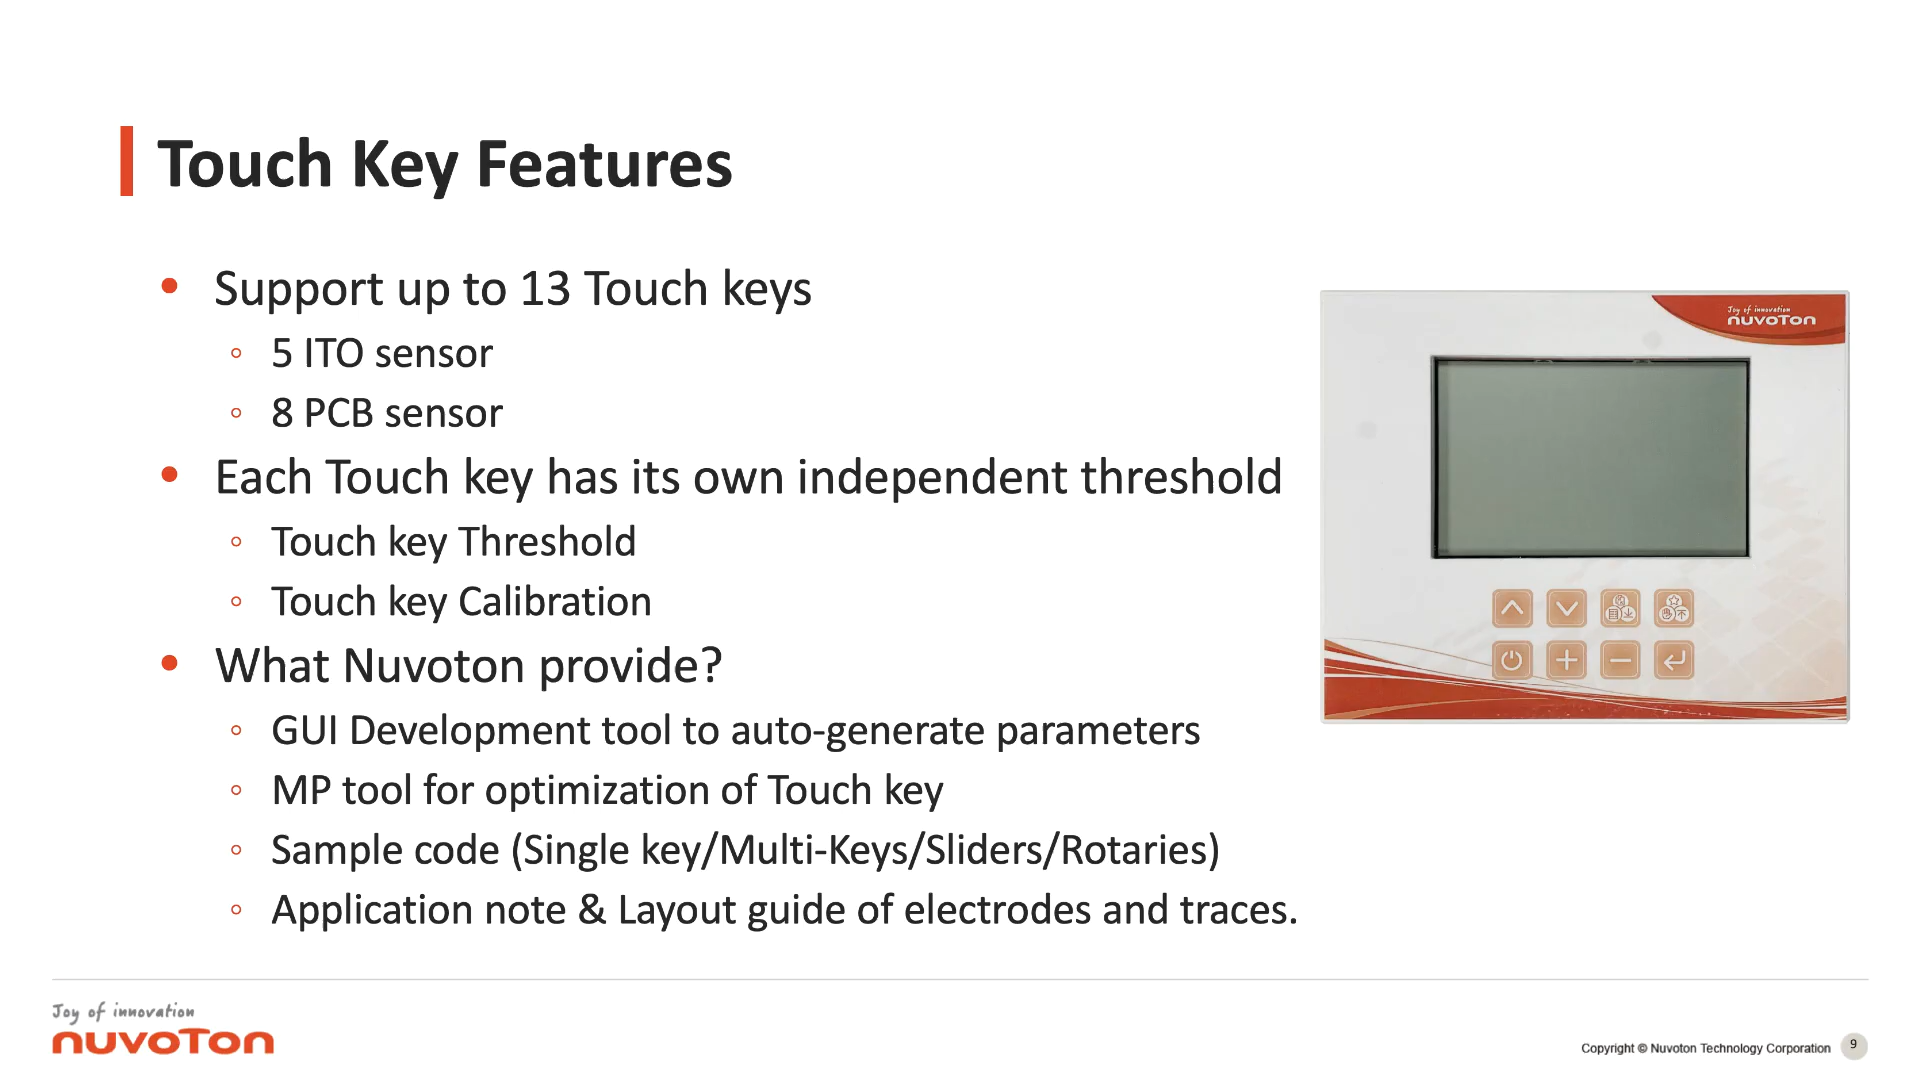 Touch Key Features
• Support up to 13 Touch keys
◦ 5 ITO sensor
◦ 8 PCB sensor
• Each Touch key has its own independent threshold
◦ Touch key Threshold
◦ Touch key Calibration
• What Nuvoton provide?
◦ GUI Development tool to auto-generate parameters
◦ MP tool for optimization of Touch key
◦ Sample code (Single key/Multi-Keys/Sliders/Rotaries)
◦ Application note & Layout guide of electrodes and traces.
Joy of innovation
nuvoTon
Joy of innovation
nuvoTon
Copyright © Nuvoton Technology Corporation
9